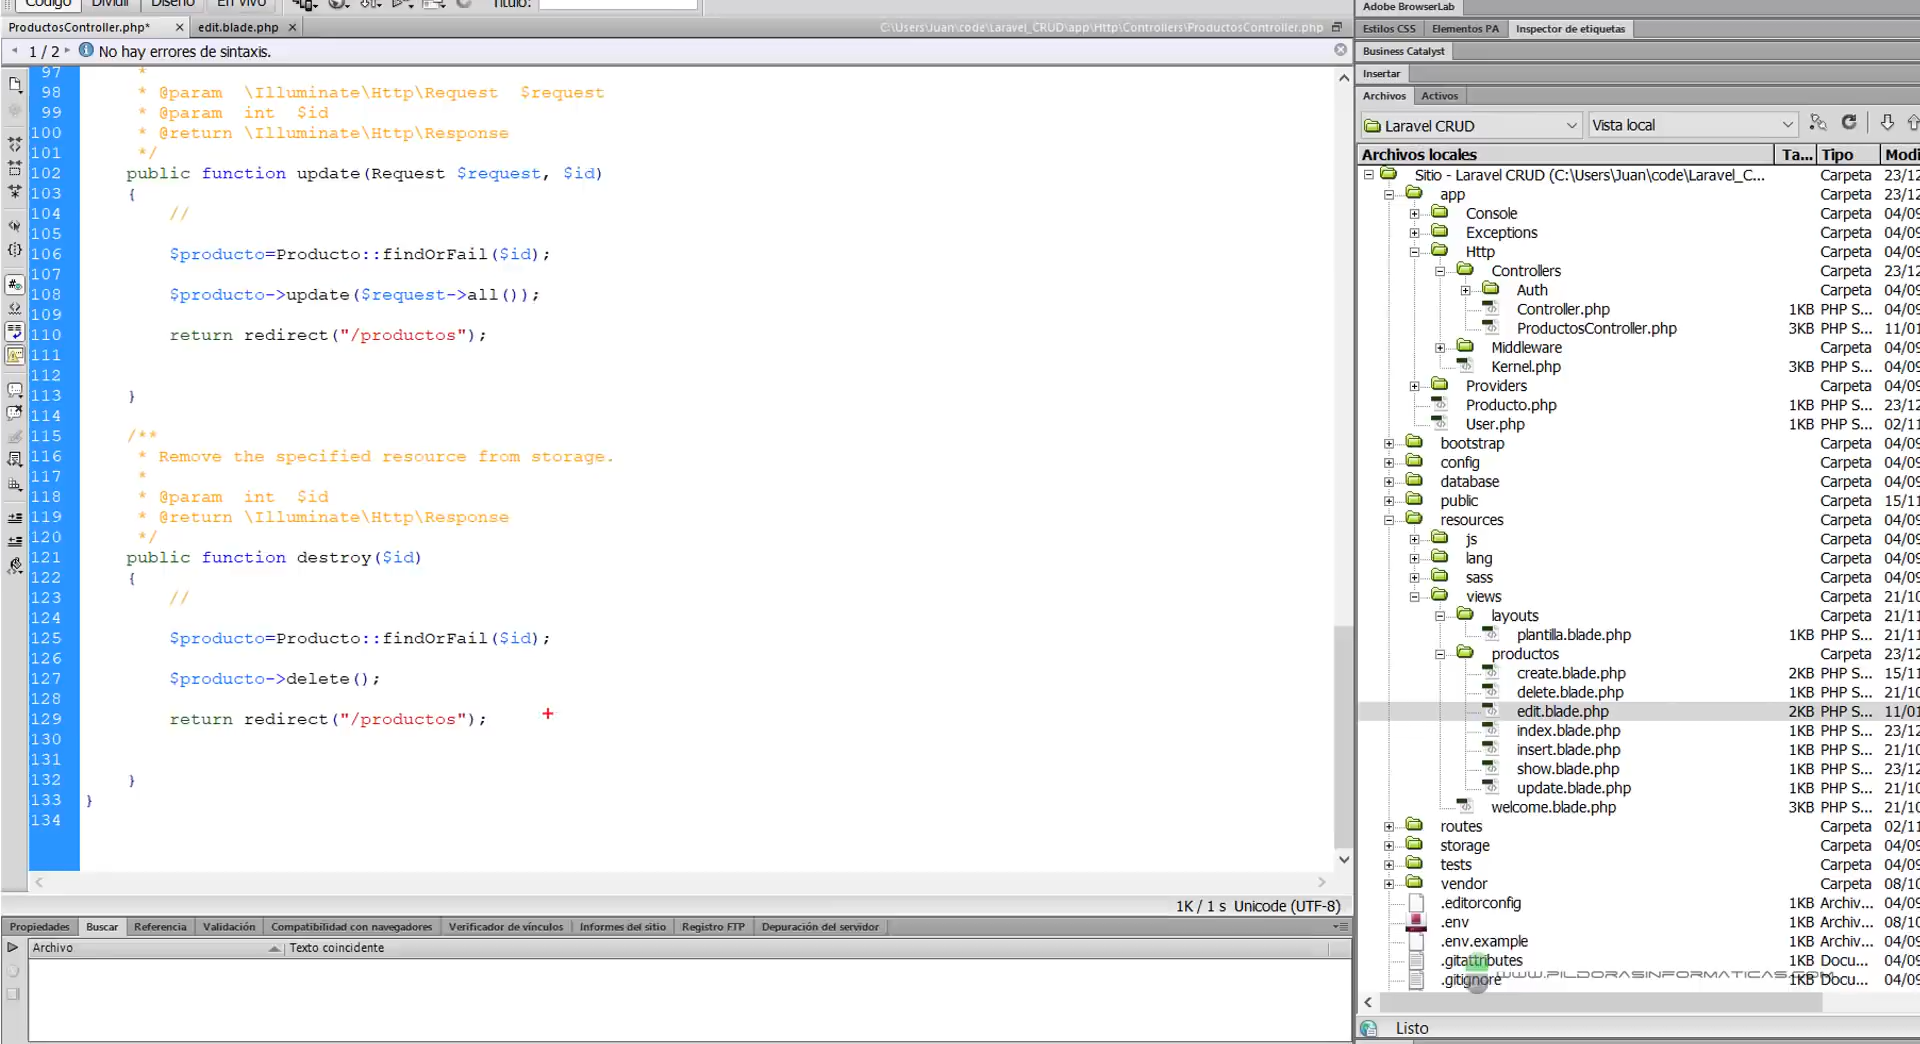 Código Dividir Diseño En vivo Título:
ProductosController.php* × edit.blade.php ×
C:\Users\Juan\code\Laravel_CRUD\app\Http\Controllers\ProductosController.php
1 / 2 No hay errores de sintaxis.
97 *
98 * @param \Illuminate\Http\Request $request
99 * @param int $id
100 * @return \Illuminate\Http\Response
101 */
102 public function update(Request $request, $id)
103 {
104 //
105
106 $producto=Producto::findOrFail($id);
107
108 $producto->update($request->all());
109
110 return redirect("/productos");
111
112
113 }
114
115 /**
116 * Remove the specified resource from storage.
117 *
118 * @param int $id
119 * @return \Illuminate\Http\Response
120 */
121 public function destroy($id)
122 {
123 //
124
125 $producto=Producto::findOrFail($id);
126
127 $producto->delete();
128
129 return redirect("/productos");
130
131
132 }
133 }
134
1K / 1 s Unicode (UTF-8)
Propiedades Buscar Referencia Validación Compatibilidad con navegadores Verificador de vínculos Informes del sitio Registro FTP Depuración del servidor
Archivo Texto coincidente
Adobe BrowserLab
Estilos CSS Elementos PA Inspector de etiquetas
Business Catalyst
Insertar
Archivos Activos
Laravel CRUD Vista local
Archivos locales Ta... Tipo Modi
Sitio - Laravel CRUD (C:\Users\Juan\code\Laravel_C... Carpeta 23/12
app Carpeta 23/12
Console Carpeta 04/09
Exceptions Carpeta 04/09
Http Carpeta 04/09
Controllers Carpeta 23/12
Auth Carpeta 04/09
Controller.php 1KB PHP S... 04/09
ProductosController.php 3KB PHP S... 11/01
Middleware Carpeta 04/09
Kernel.php 3KB PHP S... 04/09
Providers Carpeta 04/09
Producto.php 1KB PHP S... 23/12
User.php 1KB PHP S... 02/11
bootstrap Carpeta 04/09
config Carpeta 04/09
database Carpeta 04/09
public Carpeta 15/11
resources Carpeta 04/09
js Carpeta 04/09
lang Carpeta 04/09
sass Carpeta 04/09
views Carpeta 21/10
layouts Carpeta 21/11
plantilla.blade.php 1KB PHP S... 21/11
productos Carpeta 23/12
create.blade.php 2KB PHP S... 15/11
delete.blade.php 1KB PHP S... 21/10
edit.blade.php 2KB PHP S... 11/01
index.blade.php 1KB PHP S... 23/12
insert.blade.php 1KB PHP S... 21/10
show.blade.php 1KB PHP S... 23/12
update.blade.php 1KB PHP S... 21/10
welcome.blade.php 3KB PHP S... 21/10
routes Carpeta 02/11
storage Carpeta 04/09
tests Carpeta 04/09
vendor Carpeta 08/10
.editorconfig 1KB Archiv... 04/09
.env 1KB Archiv... 08/10
.env.example 1KB Archiv... 04/09
.gitattributes 1KB Docu... 04/09
WWW.PILDORASINFORMATICAS.COM
.gitignore 1KB Docu... 04/09
Listo